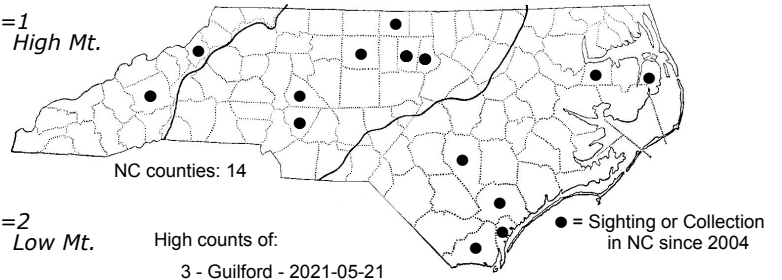 =1
High Mt.
NC counties: 14
=2
Low Mt.
High counts of:
3 - Guilford - 2021-05-21
● = Sighting or Collection
in NC since 2004